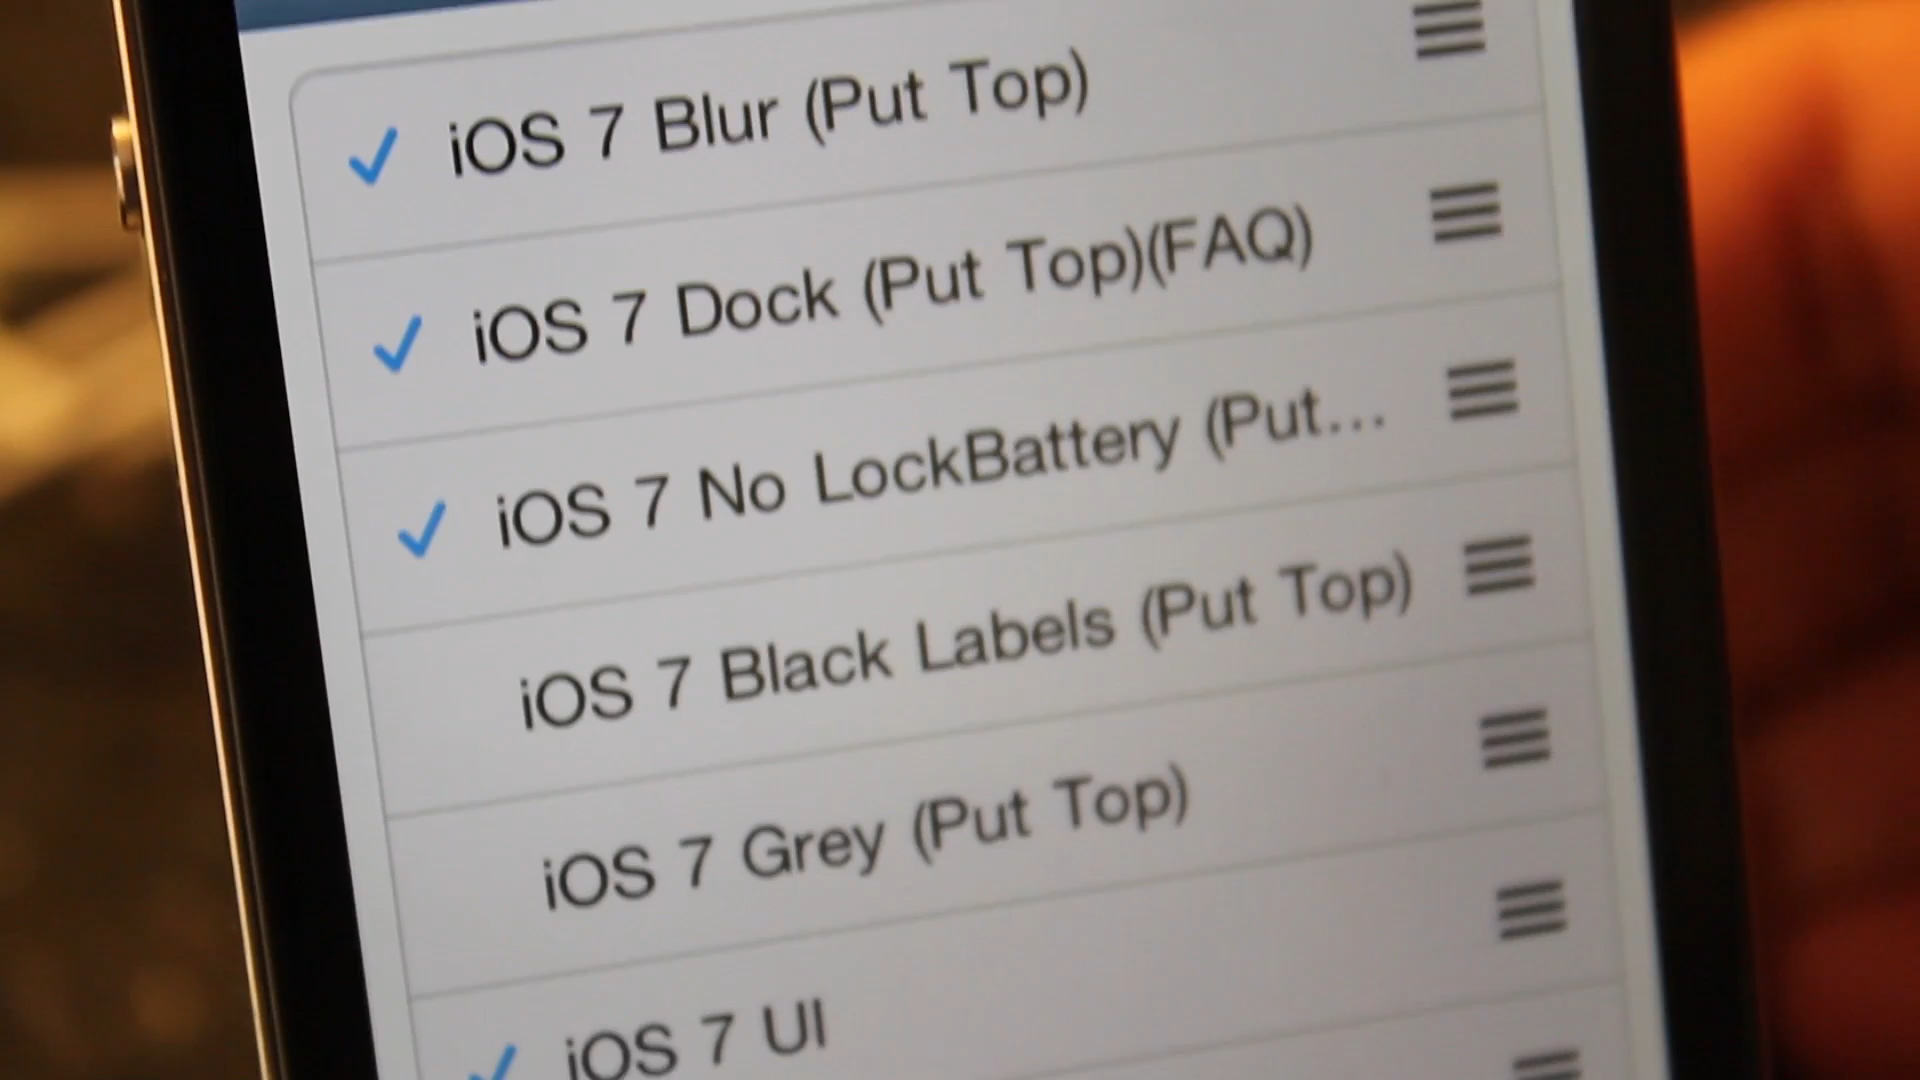 iOS 7 Blur (Put Top)
iOS 7 Dock (Put Top)(FAQ)
iOS 7 No LockBattery (Put...
iOS 7 Black Labels (Put Top)
iOS 7 Grey (Put Top)
iOS 7 UI